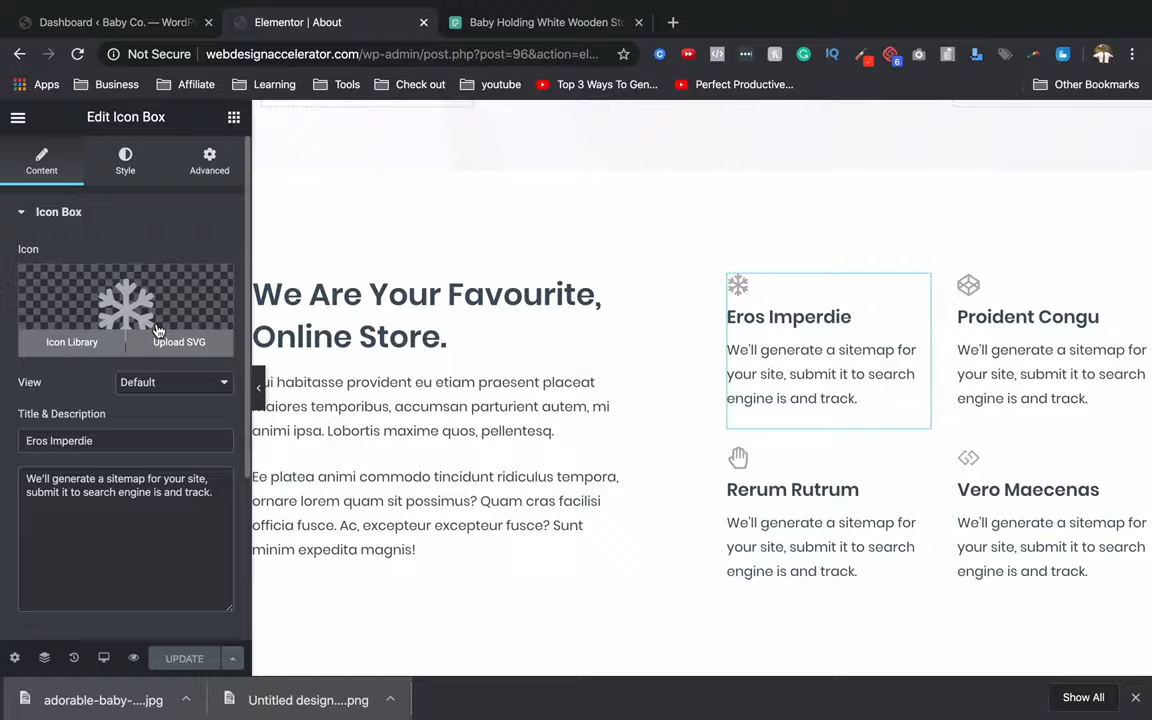 Dashboard ‹ Baby Co. — WordP
Elementor | About
Baby Holding White Wooden St
Not Secure
webdesignaccelerator.com/wp-admin/post.php?post=96&action=el...
Apps
Business
Affiliate
Learning
Tools
Check out
youtube
Top 3 Ways To Gen...
Perfect Productive...
Other Bookmarks
Edit Icon Box
Content
Style
Advanced
Icon Box
Icon
Icon Library
Upload SVG
View
Default
Title & Description
Eros Imperdie
We'll generate a sitemap for your site,
submit it to search engine is and track.
UPDATE
We Are Your Favourite,
Online Store.
ui habitasse provident eu etiam praesent placeat
maiores temporibus, accumsan parturient autem, mi
animi ipsa. Lobortis maxime quos, pellentesq.
Ee platea animi commodo tincidunt ridiculus tempora,
ornare lorem quam sit possimus? Quam cras facilisi
officia fusce. Ac, excepteur excepteur fusce? Sunt
minim expedita magnis!
Eros Imperdie
We'll generate a sitemap for
your site, submit it to search
engine is and track.
Proident Congu
We'll generate a sitemap for
your site, submit it to search
engine is and track.
Rerum Rutrum
We'll generate a sitemap for
your site, submit it to search
engine is and track.
Vero Maecenas
We'll generate a sitemap for
your site, submit it to search
engine is and track.
adorable-baby-....jpg
Untitled design....png
Show All